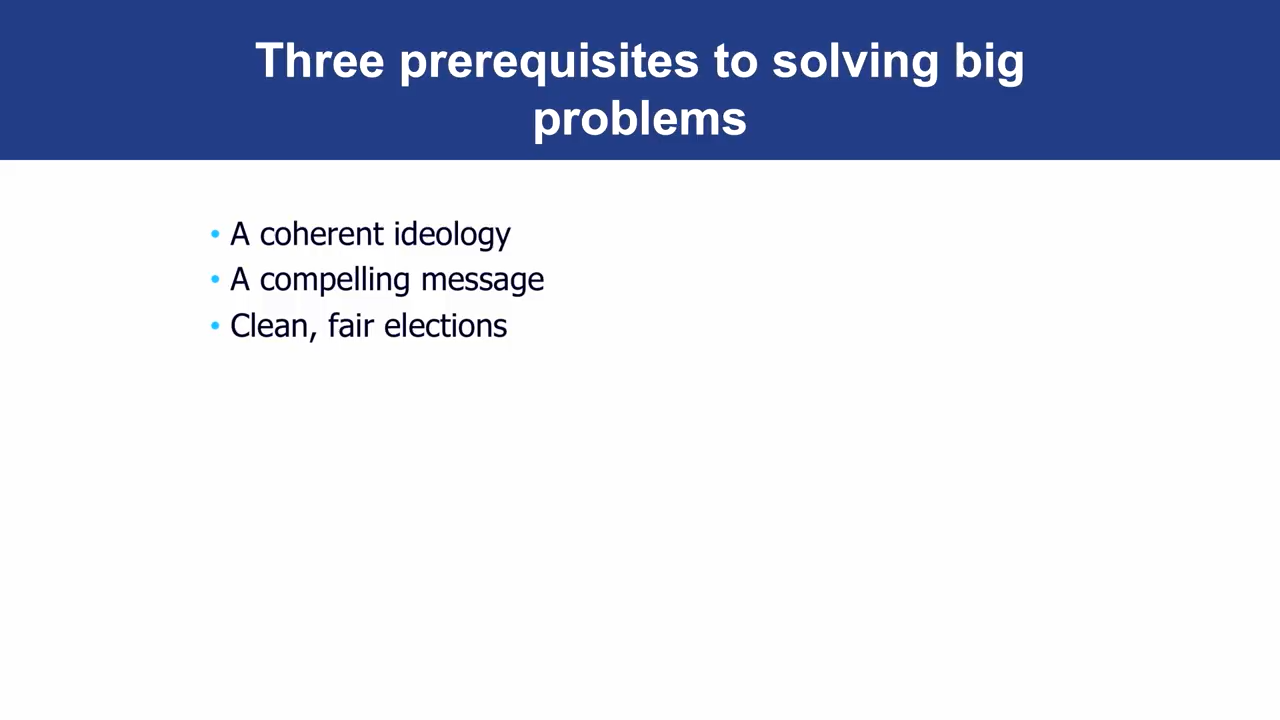 Three prerequisites to solving big
problems
• A coherent ideology
• A compelling message
• Clean, fair elections